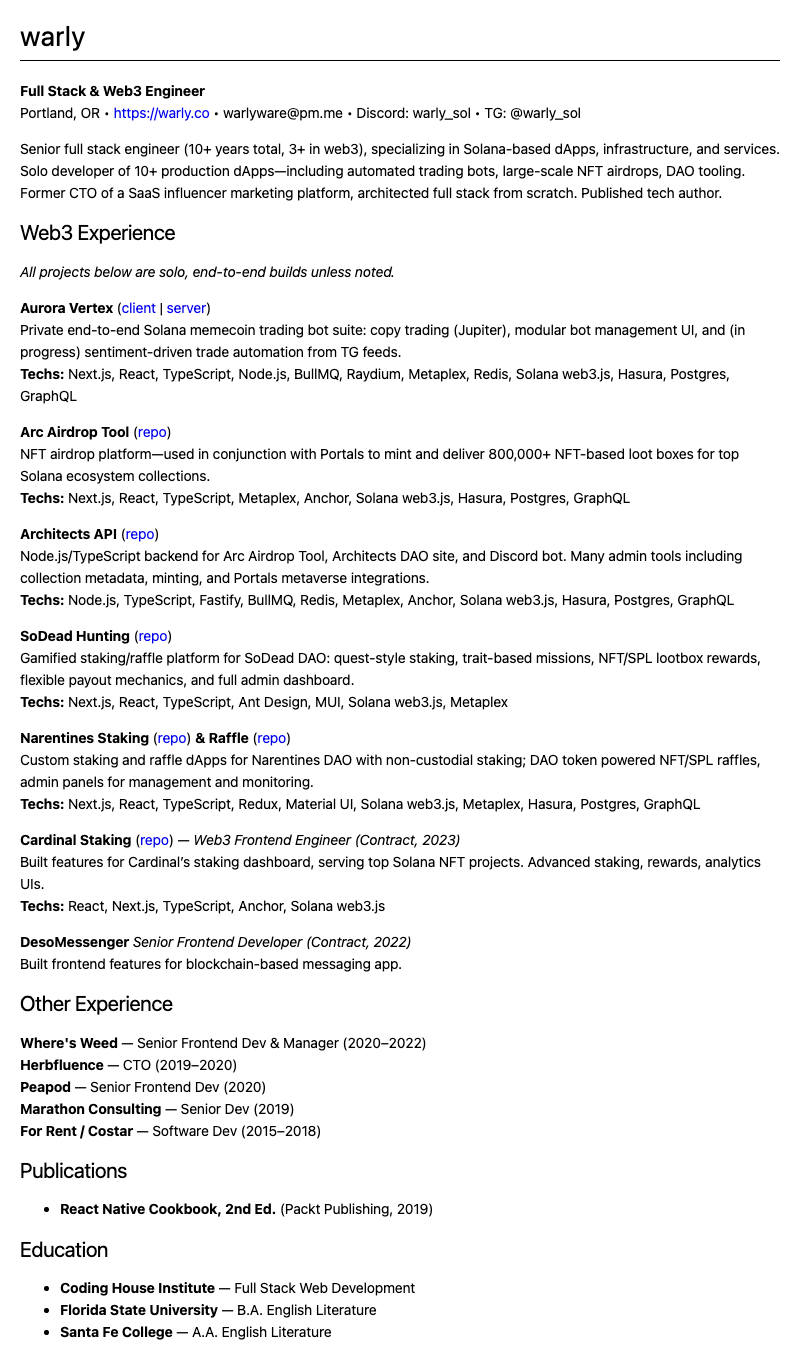 warly
Full Stack & Web3 Engineer
Portland, OR • https://warly.co • warlyware@pm.me • Discord: warly_sol • TG: @warly_sol
Senior full stack engineer (10+ years total, 3+ in web3), specializing in Solana-based dApps, infrastructure, and services.
Solo developer of 10+ production dApps—including automated trading bots, large-scale NFT airdrops, DAO tooling.
Former CTO of a SaaS influencer marketing platform, architected full stack from scratch. Published tech author.
Web3 Experience
All projects below are solo, end-to-end builds unless noted.
Aurora Vertex (client | server)
Private end-to-end Solana memecoin trading bot suite: copy trading (Jupiter), modular bot management UI, and (in
progress) sentiment-driven trade automation from TG feeds.
Techs: Next.js, React, TypeScript, Node.js, BullMQ, Raydium, Metaplex, Redis, Solana web3.js, Hasura, Postgres,
GraphQL
Arc Airdrop Tool (repo)
NFT airdrop platform—used in conjunction with Portals to mint and deliver 800,000+ NFT-based loot boxes for top
Solana ecosystem collections.
Techs: Next.js, React, TypeScript, Metaplex, Anchor, Solana web3.js, Hasura, Postgres, GraphQL
Architects API (repo)
Node.js/TypeScript backend for Arc Airdrop Tool, Architects DAO site, and Discord bot. Many admin tools including
collection metadata, minting, and Portals metaverse integrations.
Techs: Node.js, TypeScript, Fastify, BullMQ, Redis, Metaplex, Anchor, Solana web3.js, Hasura, Postgres, GraphQL
SoDead Hunting (repo)
Gamified staking/raffle platform for SoDead DAO: quest-style staking, trait-based missions, NFT/SPL lootbox rewards,
flexible payout mechanics, and full admin dashboard.
Techs: Next.js, React, TypeScript, Ant Design, MUI, Solana web3.js, Metaplex
Narentines Staking (repo) & Raffle (repo)
Custom staking and raffle dApps for Narentines DAO with non-custodial staking; DAO token powered NFT/SPL raffles,
admin panels for management and monitoring.
Techs: Next.js, React, TypeScript, Redux, Material UI, Solana web3.js, Metaplex, Hasura, Postgres, GraphQL
Cardinal Staking (repo) — Web3 Frontend Engineer (Contract, 2023)
Built features for Cardinal’s staking dashboard, serving top Solana NFT projects. Advanced staking, rewards, analytics
UIs.
Techs: React, Next.js, TypeScript, Anchor, Solana web3.js
DesoMessenger Senior Frontend Developer (Contract, 2022)
Built frontend features for blockchain-based messaging app.
Other Experience
Where's Weed — Senior Frontend Dev & Manager (2020–2022)
Herbfluence — CTO (2019–2020)
Peapod — Senior Frontend Dev (2020)
Marathon Consulting — Senior Dev (2019)
For Rent / Costar — Software Dev (2015–2018)
Publications
• React Native Cookbook, 2nd Ed. (Packt Publishing, 2019)
Education
• Coding House Institute — Full Stack Web Development
• Florida State University — B.A. English Literature
• Santa Fe College — A.A. English Literature